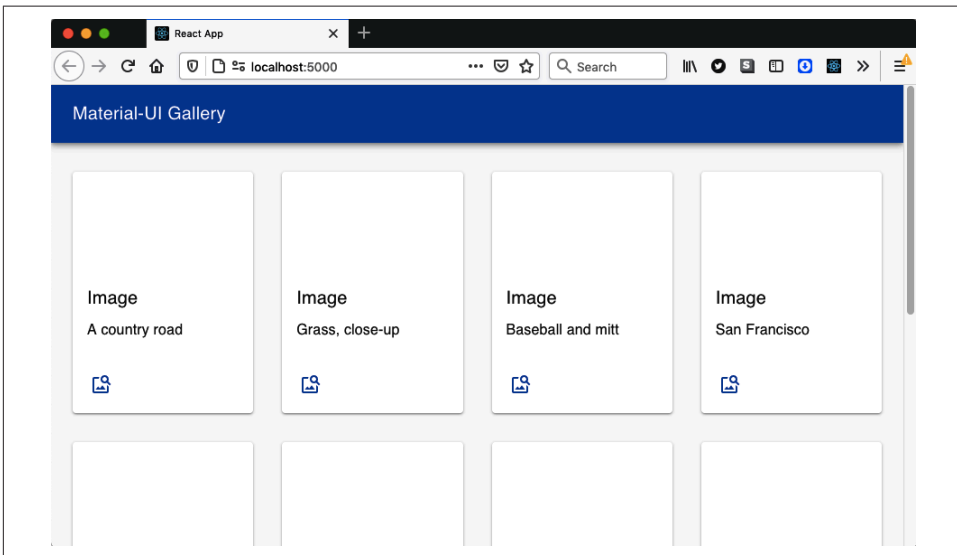 React App
localhost:5000
Search
Material-UI Gallery
Image
A country road
Image
Grass, close-up
Image
Baseball and mitt
Image
San Francisco